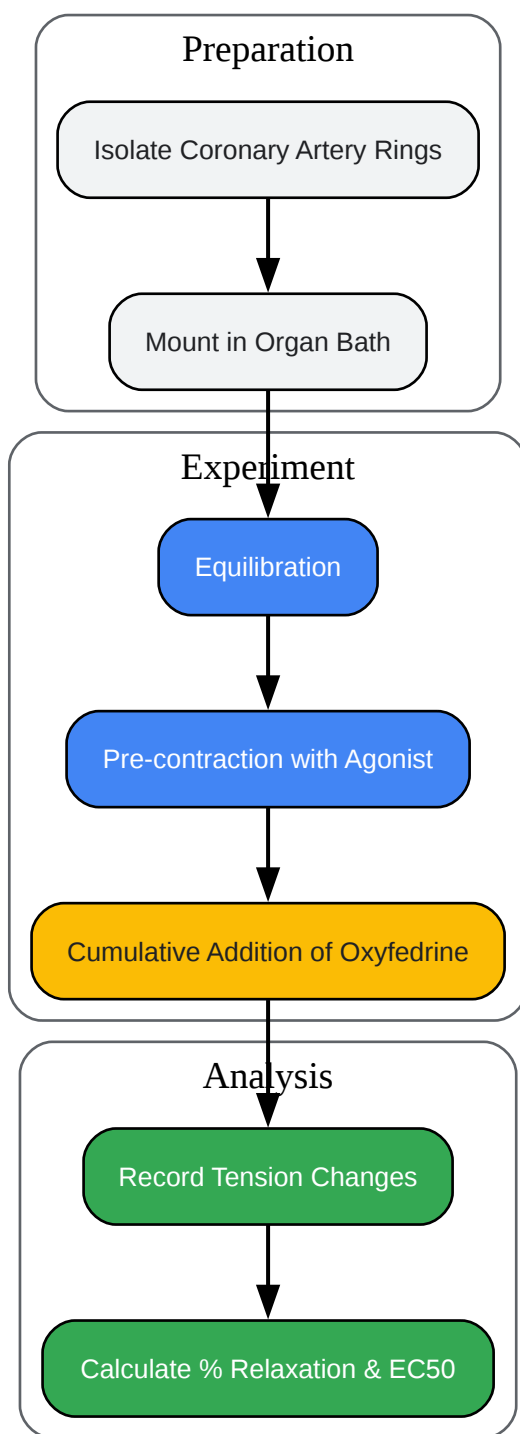 Preparation
Isolate Coronary Artery Rings
Mount in Organ Bath
Experiment
Equilibration
Pre-contraction with Agonist
Cumulative Addition of Oxyfedrine
Analysis
Record Tension Changes
Calculate % Relaxation & EC50